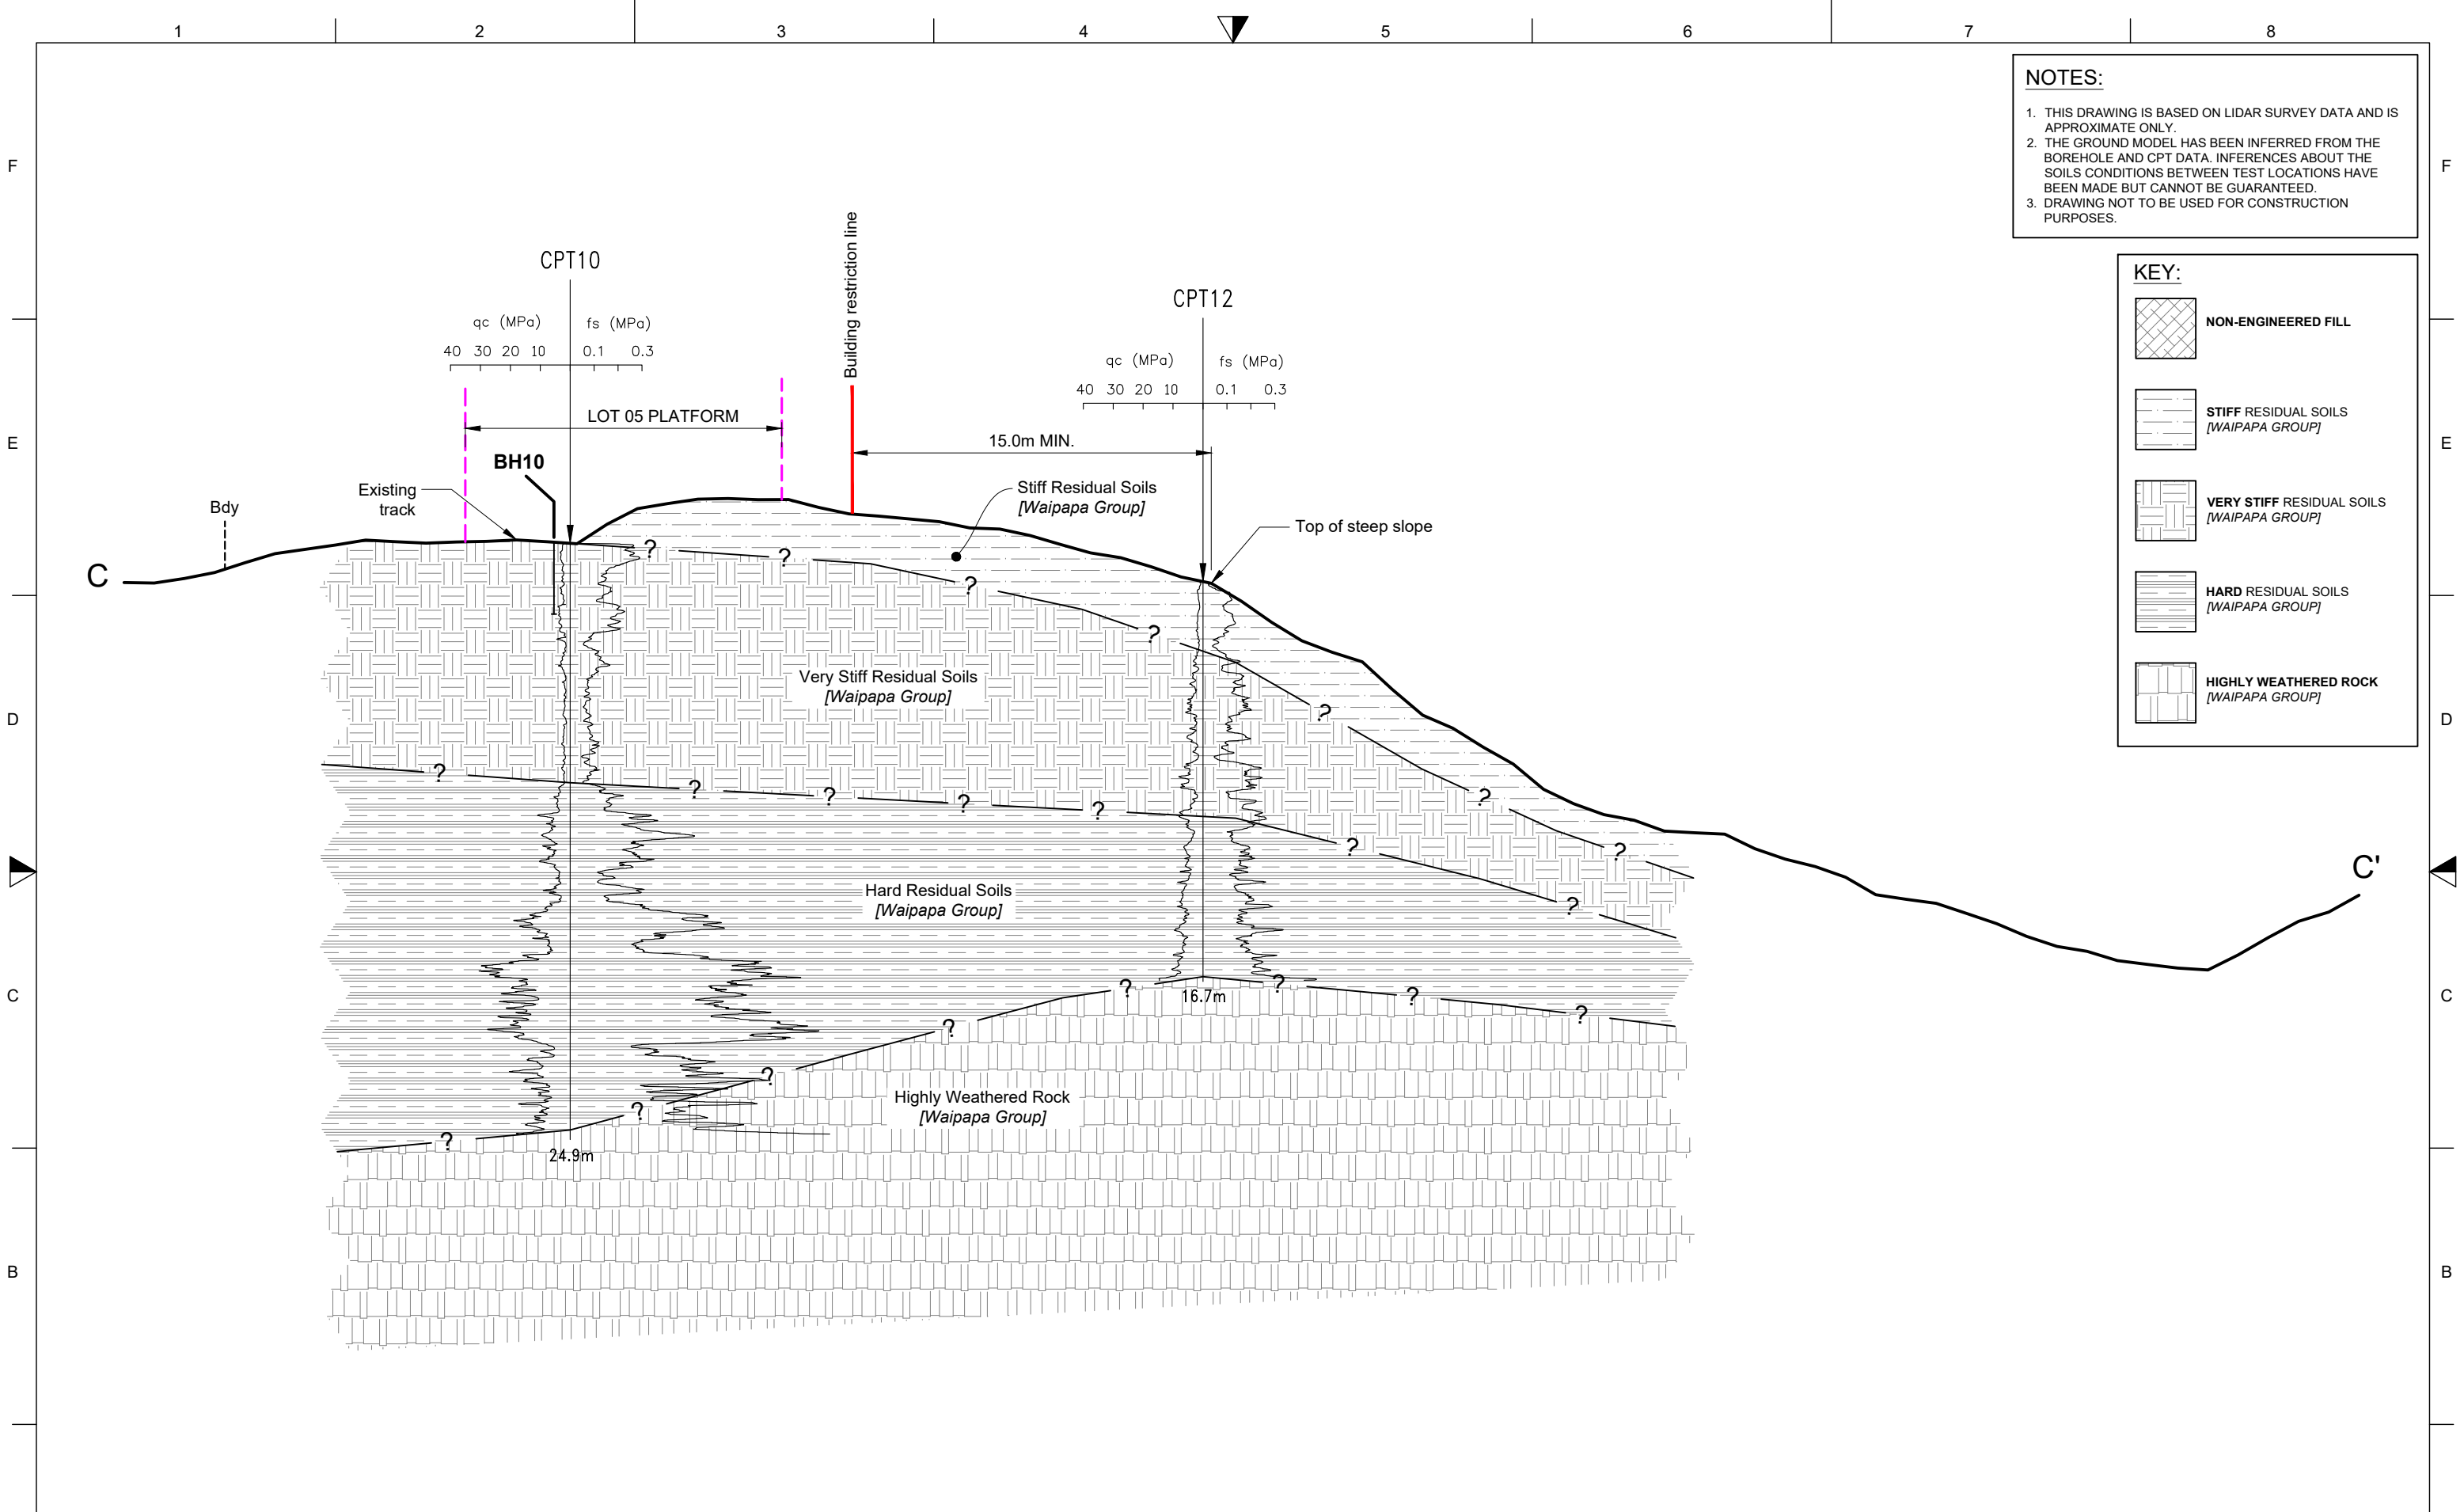 1 2 3 4 5 6 7 8
NOTES:
1. THIS DRAWING IS BASED ON LIDAR SURVEY DATA AND IS
APPROXIMATE ONLY.
2. THE GROUND MODEL HAS BEEN INFERRED FROM THE
BOREHOLE AND CPT DATA. INFERENCES ABOUT THE
SOILS CONDITIONS BETWEEN TEST LOCATIONS HAVE
BEEN MADE BUT CANNOT BE GUARANTEED.
3. DRAWING NOT TO BE USED FOR CONSTRUCTION
PURPOSES.
F F
KEY:
NON-ENGINEERED FILL
STIFF RESIDUAL SOILS
[WAIPAPA GROUP]
VERY STIFF RESIDUAL SOILS
[WAIPAPA GROUP]
HARD RESIDUAL SOILS
[WAIPAPA GROUP]
HIGHLY WEATHERED ROCK
[WAIPAPA GROUP]
CPT10
qc (MPa) fs (MPa)
40 30 20 10 0.1 0.3
Building restriction line
CPT12
qc (MPa) fs (MPa)
40 30 20 10 0.1 0.3
LOT 05 PLATFORM
E E
15.0m MIN.
BH10
Existing
track
Bdy
Stiff Residual Soils
[Waipapa Group]
Top of steep slope
C
? ? ? ? ? ? ?
Very Stiff Residual Soils
[Waipapa Group]
D D
? ? ? ? ? ? ?
C'
Hard Residual Soils
[Waipapa Group]
C C
? ? ? ? ? ? ? ?
16.7m
Highly Weathered Rock
[Waipapa Group]
24.9m
B B